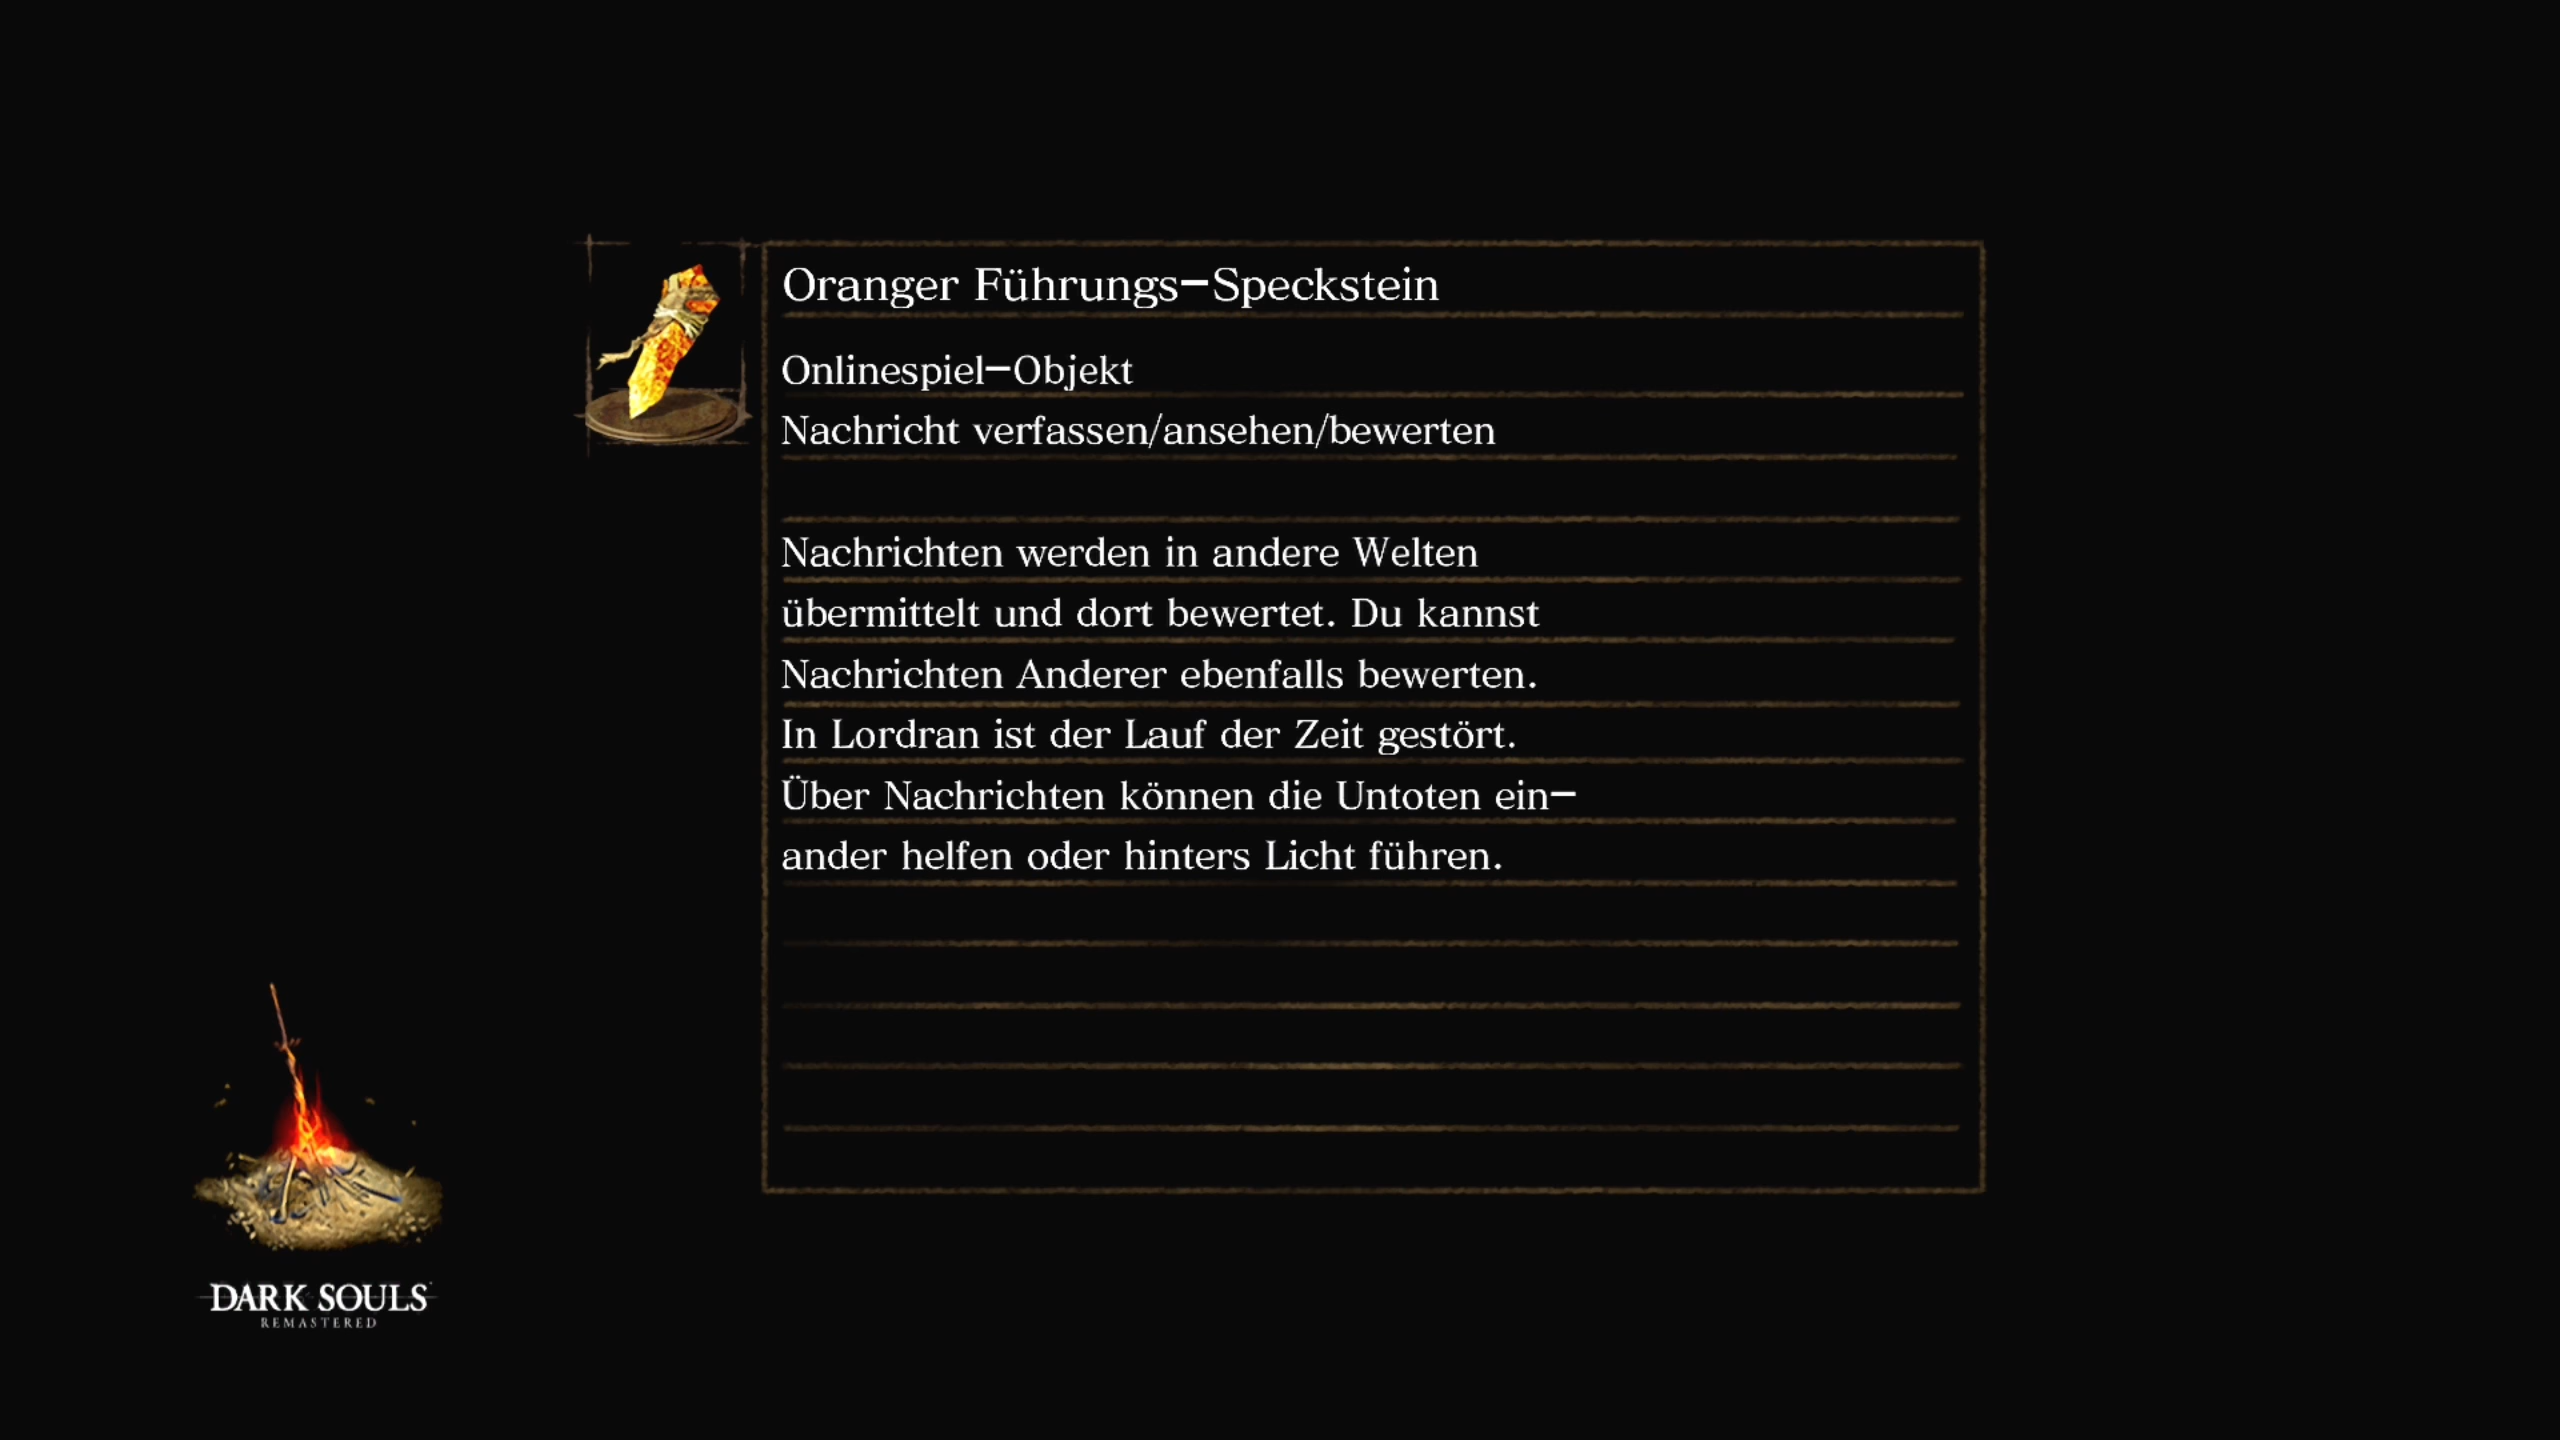 Oranger Führungs–Speckstein
Onlinespiel–Objekt
Nachricht verfassen/ansehen/bewerten
Nachrichten werden in andere Welten
übermittelt und dort bewertet. Du kannst
Nachrichten Anderer ebenfalls bewerten.
In Lordran ist der Lauf der Zeit gestört.
Über Nachrichten können die Untoten ein–
ander helfen oder hinters Licht führen.
DARK SOULS
REMASTERED